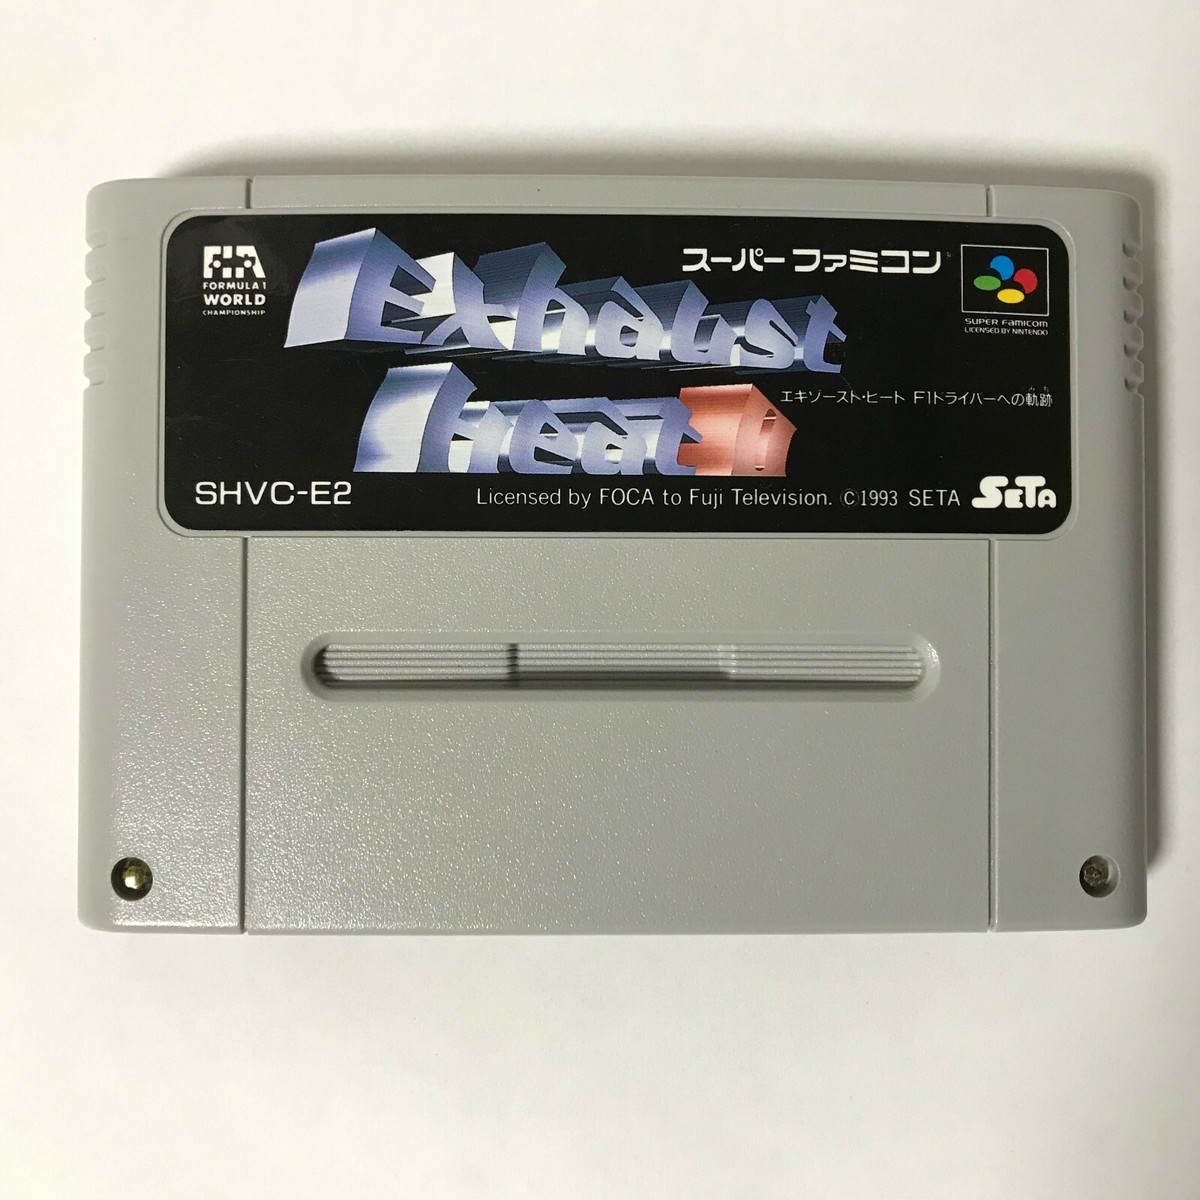 FIA
FORMULA 1
WORLD
CHAMPIONSHIP
Exhaust
Heat II
スーパーファミコン
SUPER FAMICOM
LICENSED BY NINTENDO
みち
エキゾースト・ヒート F1ドライバーへの軌跡
SHVC-E2
Licensed by FOCA to Fuji Television. ©1993 SETA
SETA